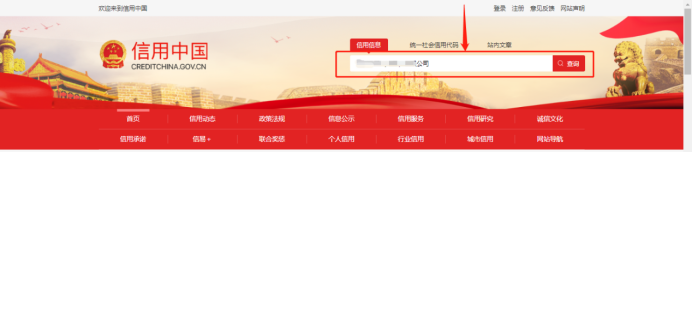 欢迎来到信用中国
登录 注册 意见反馈 网站声明
信用中国
CREDITCHINA.GOV.CN
信用信息 统一社会信用代码 站内文章
公司 查询
首页 信用动态 政策法规 信息公示 信用服务 信用研究 诚信文化
信用承诺 信易+ 联合奖惩 个人信用 行业信用 城市信用 网站导航